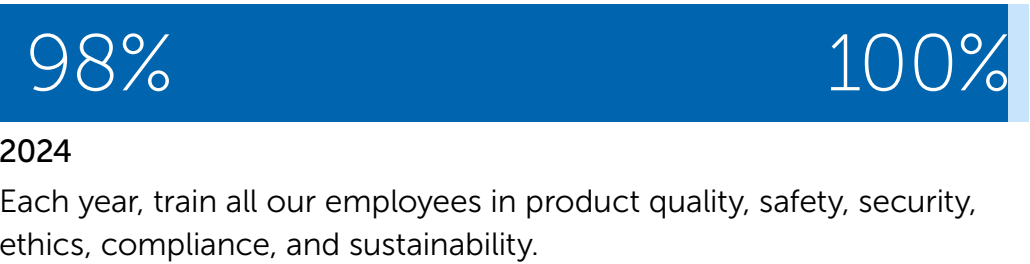 98% 100%
2024
Each year, train all our employees in product quality, safety, security,
ethics, compliance, and sustainability.